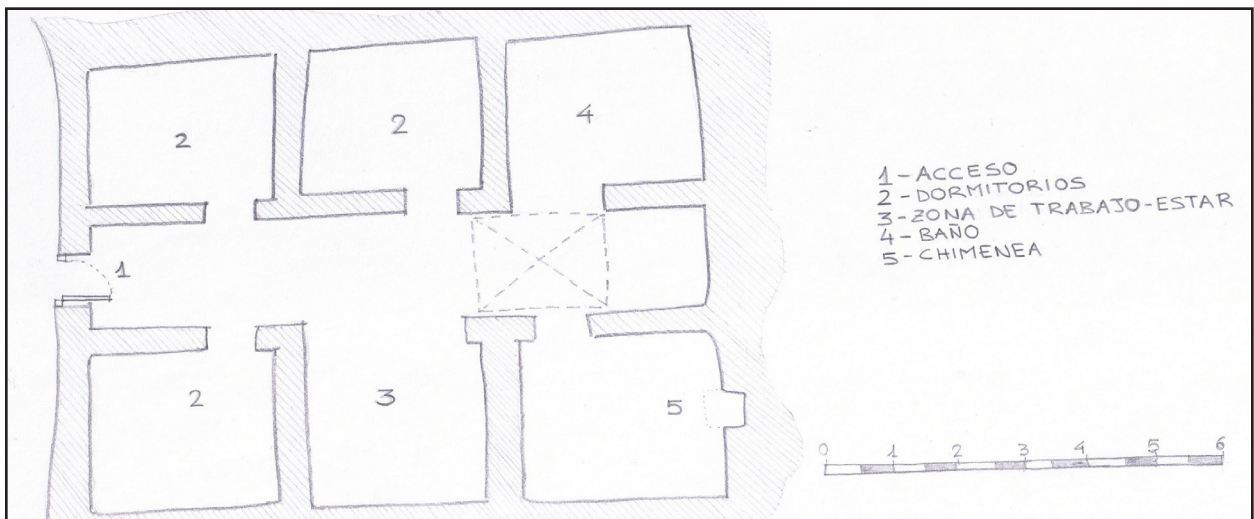 2
2
4
1
2
3
5
1-ACCESO
2-DORMITORIOS
3-ZONA DE TRABAJO-ESTAR
4-BAÑO
5-CHIMENEA
0 1 2 3 4 5 6